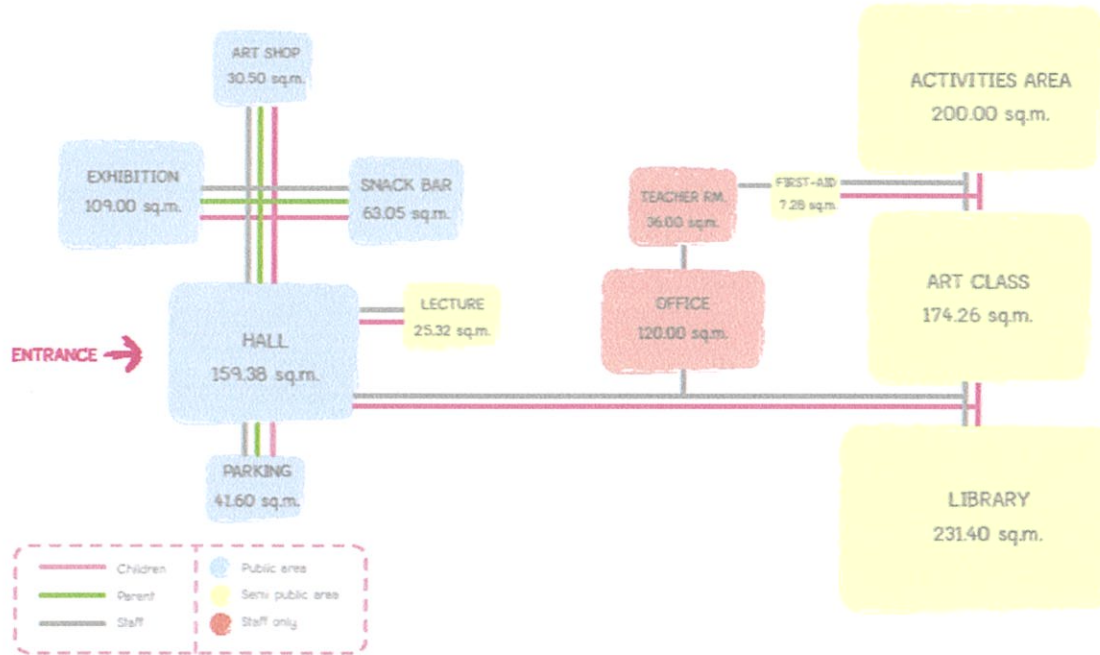 ART SHOP
30.50 sq.m.
EXHIBITION
109.00 sq.m.
SNACK BAR
63.05 sq.m.
HALL
159.38 sq.m.
LECTURE
25.32 sq.m.
ENTRANCE
PARKING
41.60 sq.m.
TEACHER RM.
36.00 sq.m.
FIRST-AID
7.28 sq.m.
OFFICE
120.00 sq.m.
ACTIVITIES AREA
200.00 sq.m.
ART CLASS
174.26 sq.m.
LIBRARY
231.40 sq.m.
Children
Parent
Staff
Public area
Semi public area
Staff only